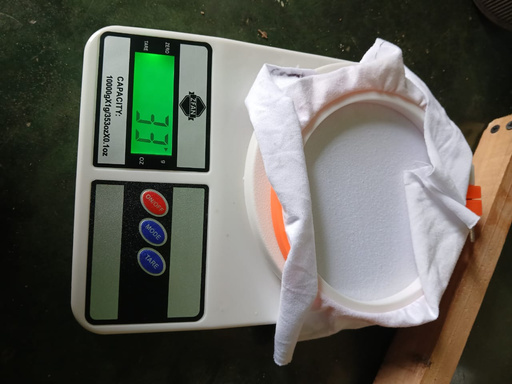 ZERO
TARE
33
g
OZ
CAPACITY:
10000gX1g/353ozX0.1oz
ON/OFF
MODE
TARE